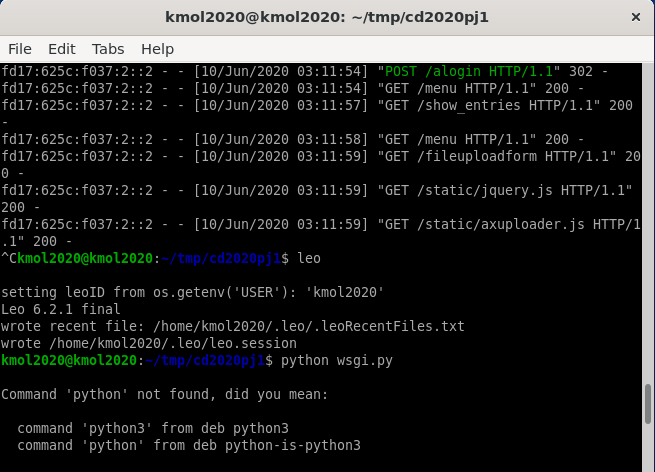 kmol2020@kmol2020: ~/tmp/cd2020pj1
×
File Edit Tabs Help
fd17:625c:f037:2::2 - - [10/Jun/2020 03:11:54] "POST /alogin HTTP/1.1" 302 -
fd17:625c:f037:2::2 - - [10/Jun/2020 03:11:54] "GET /menu HTTP/1.1" 200 -
fd17:625c:f037:2::2 - - [10/Jun/2020 03:11:57] "GET /show_entries HTTP/1.1" 200
-
fd17:625c:f037:2::2 - - [10/Jun/2020 03:11:58] "GET /menu HTTP/1.1" 200 -
fd17:625c:f037:2::2 - - [10/Jun/2020 03:11:59] "GET /fileuploadform HTTP/1.1" 20
0 -
fd17:625c:f037:2::2 - - [10/Jun/2020 03:11:59] "GET /static/jquery.js HTTP/1.1"
200 -
fd17:625c:f037:2::2 - - [10/Jun/2020 03:11:59] "GET /static/axuploader.js HTTP/1
.1" 200 -
^Ckmol2020@kmol2020:~/tmp/cd2020pj1$ leo
setting leoID from os.getenv('USER'): 'kmol2020'
Leo 6.2.1 final
wrote recent file: /home/kmol2020/.leo/.leoRecentFiles.txt
wrote /home/kmol2020/.leo/leo.session
kmol2020@kmol2020:~/tmp/cd2020pj1$ python wsgi.py
Command 'python' not found, did you mean:
command 'python3' from deb python3
command 'python' from deb python-is-python3